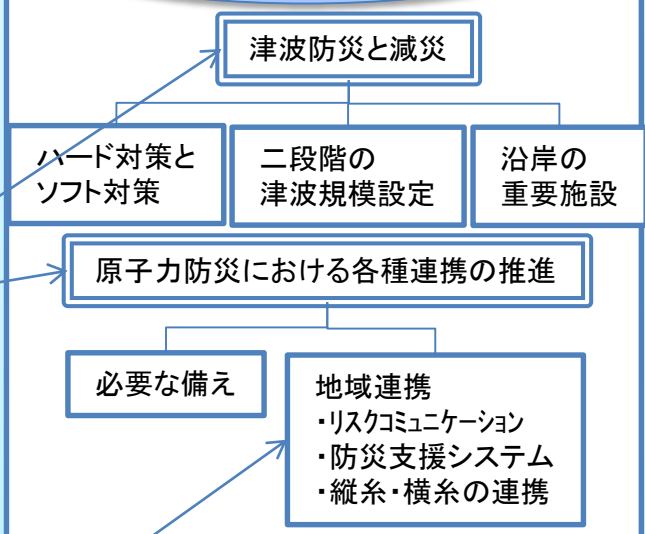 津波防災と減災
ハード対策と
ソフト対策
二段階の
津波規模設定
沿岸の
重要施設
原子力防災における各種連携の推進
必要な備え
地域連携
・リスクコミュニケーション
・防災支援システム
・縦糸・横糸の連携